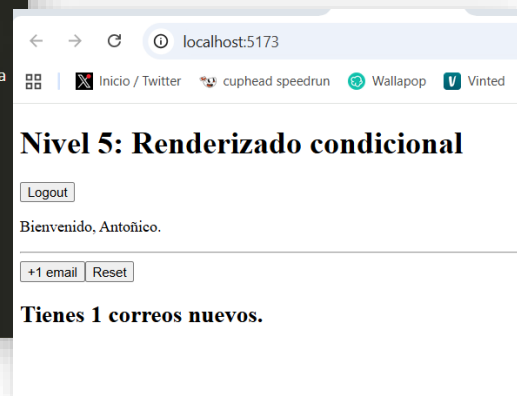 localhost:5173
a
Inicio / Twitter cuphead speedrun Wallapop Vinted
Nivel 5: Renderizado condicional
Logout
Bienvenido, Antoñico.
+1 email Reset
Tienes 1 correos nuevos.